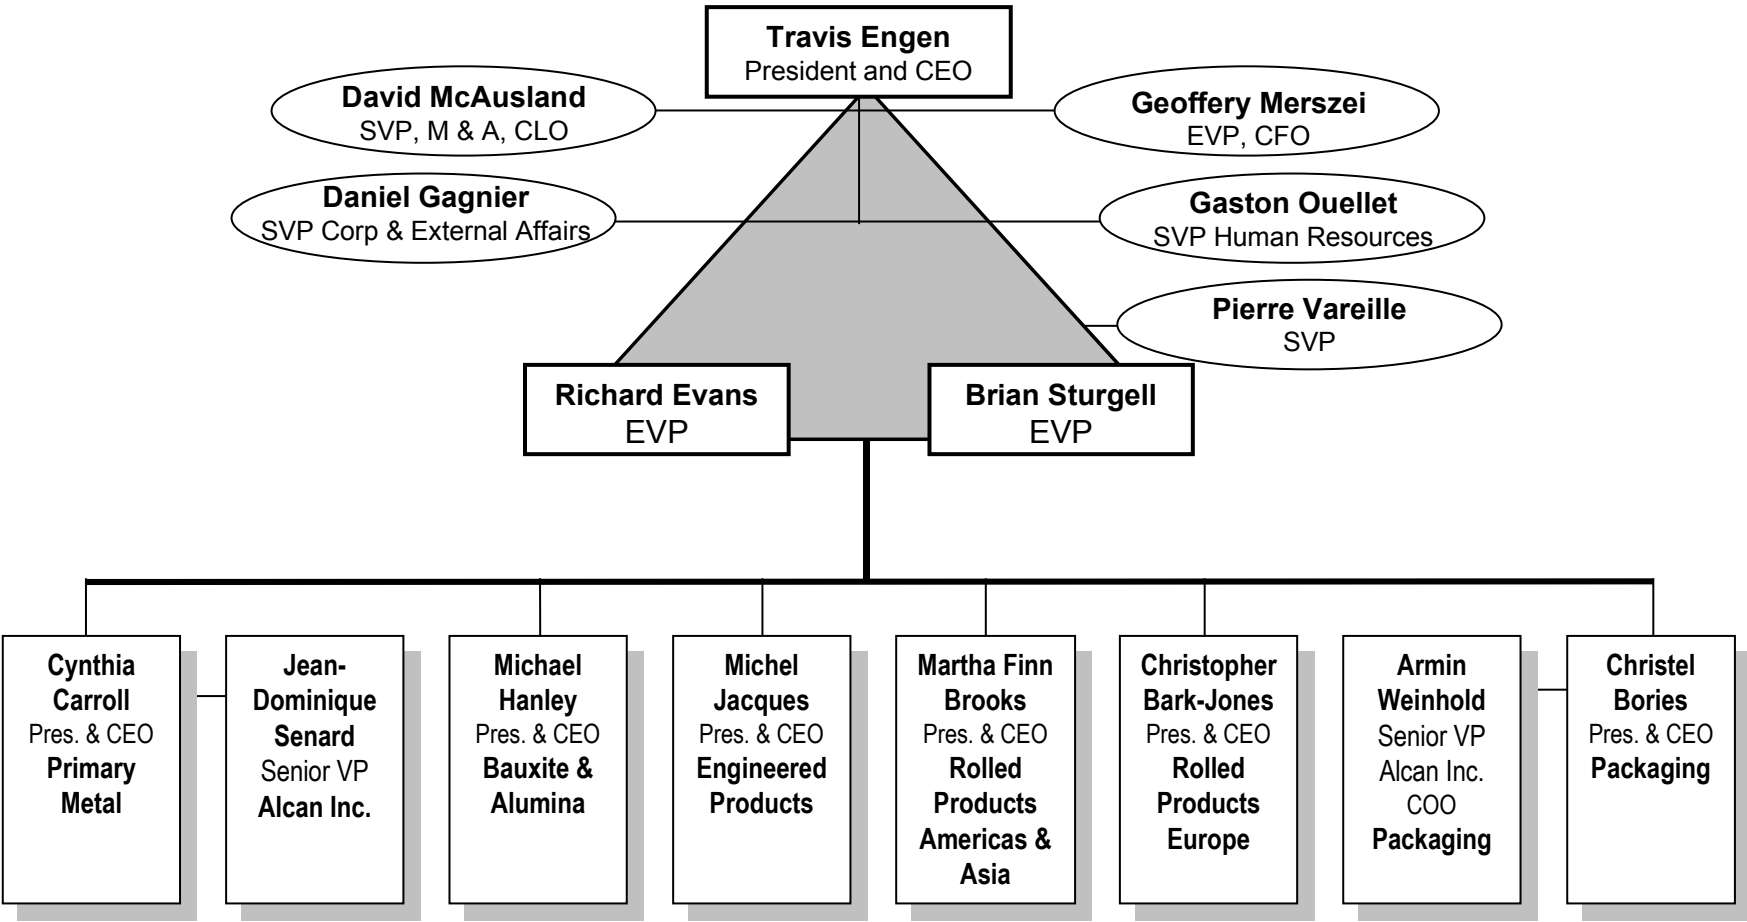 Travis Engen
President and CEO
David McAusland
SVP, M & A, CLO
Geoffery Merszei
EVP, CFO
Daniel Gagnier
SVP Corp & External Affairs
Gaston Ouellet
SVP Human Resources
Pierre Vareille
SVP
Richard Evans
EVP
Brian Sturgell
EVP
Cynthia
Carroll
Pres. & CEO
Primary
Metal
Jean-
Dominique
Senard
Senior VP
Alcan Inc.
Michael
Hanley
Pres. & CEO
Bauxite &
Alumina
Michel
Jacques
Pres. & CEO
Engineered
Products
Martha Finn
Brooks
Pres. & CEO
Rolled
Products
Americas &
Asia
Christopher
Bark-Jones
Pres. & CEO
Rolled
Products
Europe
Armin
Weinhold
Senior VP
Alcan Inc.
COO
Packaging
Christel
Bories
Pres. & CEO
Packaging